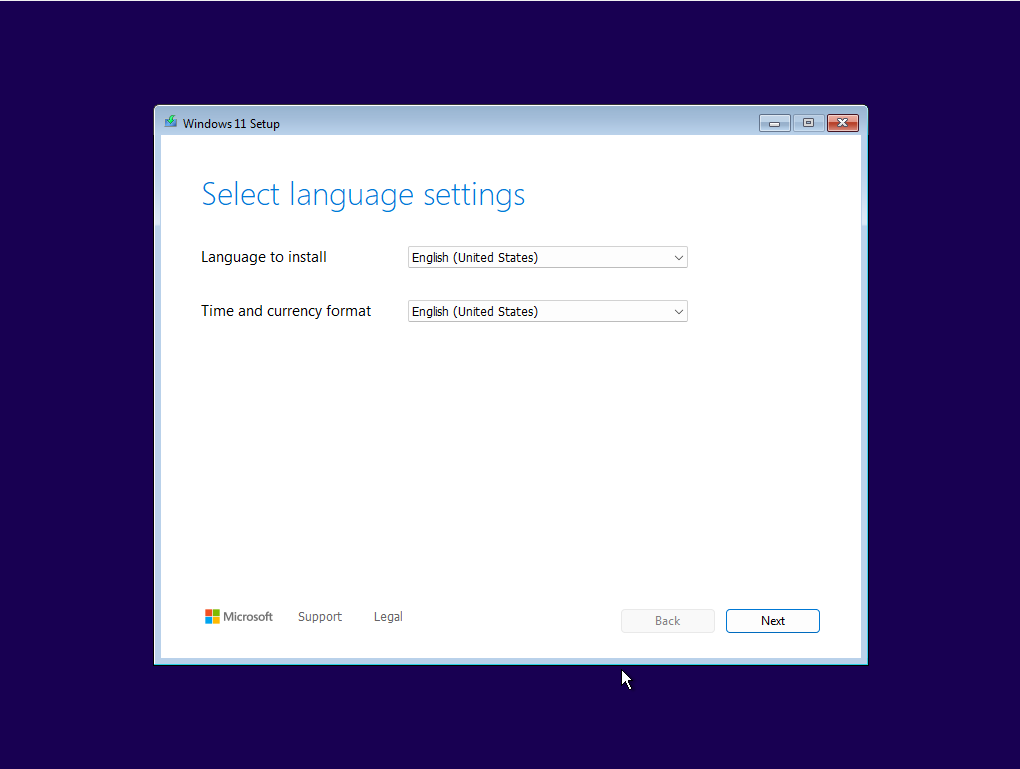 Windows 11 Setup
Select language settings
Language to install English (United States)
Time and currency format English (United States)
Microsoft Support Legal Back Next